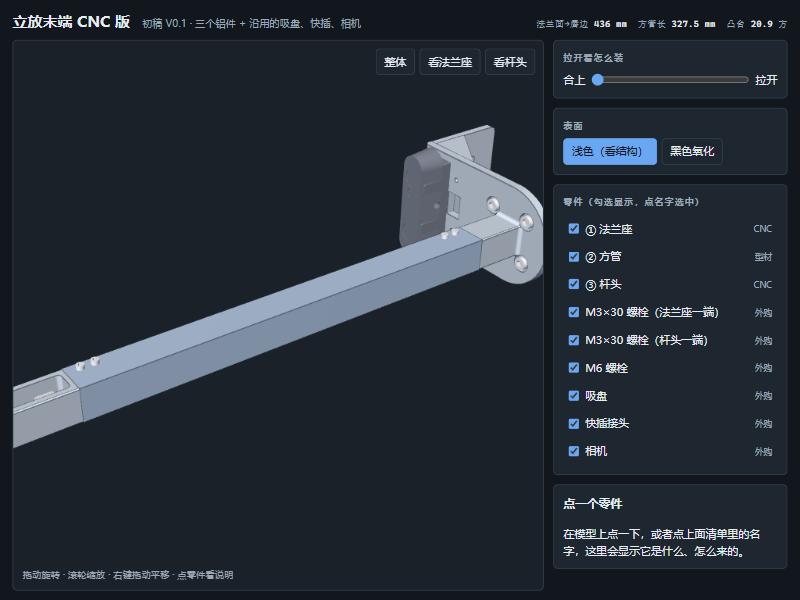 立放末端 CNC 版 初稿 V0.1 · 三个铝件 + 沿用的吸盘、快插、相机
法兰面→唇边 436 mm 方管长 327.5 mm 凸台 20.9 方
整体 看法兰座 看杆头
拖动旋转 · 滚轮缩放 · 右键拖动平移 · 点零件看说明
拉开看怎么装
合上 拉开
表面
浅色（看结构） 黑色氧化
零件（勾选显示，点名字选中）
① 法兰座 CNC
② 方管 型材
③ 杆头 CNC
M3×30 螺栓（法兰座一端） 外购
M3×30 螺栓（杆头一端） 外购
M6 螺栓 外购
吸盘 外购
快插接头 外购
相机 外购
点一个零件
在模型上点一下，或者点上面清单里的名
字，这里会显示它是什么、怎么来的。